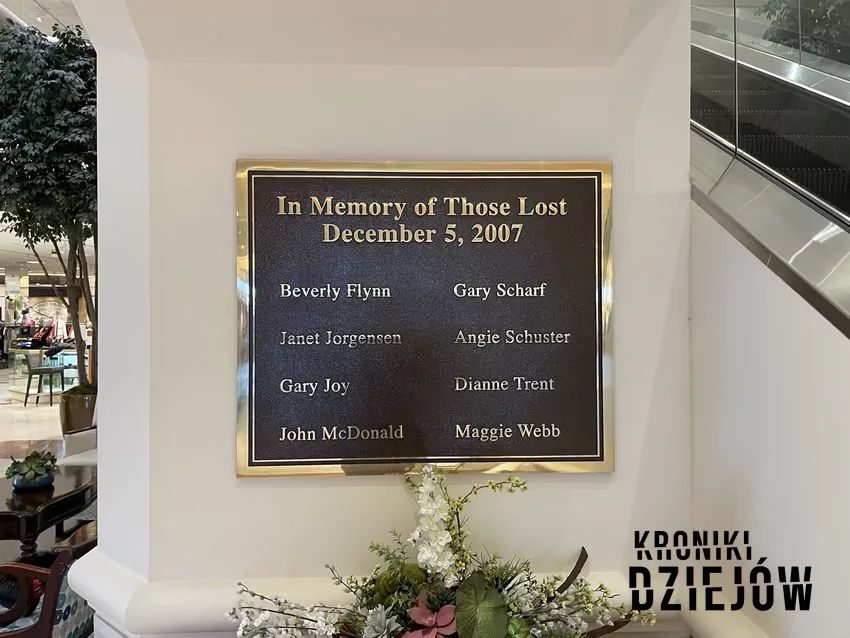 In Memory of Those Lost
December 5, 2007
Beverly Flynn
Janet Jorgensen
Gary Joy
John McDonald
Gary Scharf
Angie Schuster
Dianne Trent
Maggie Webb
KRONIKI
DZIEJÓW